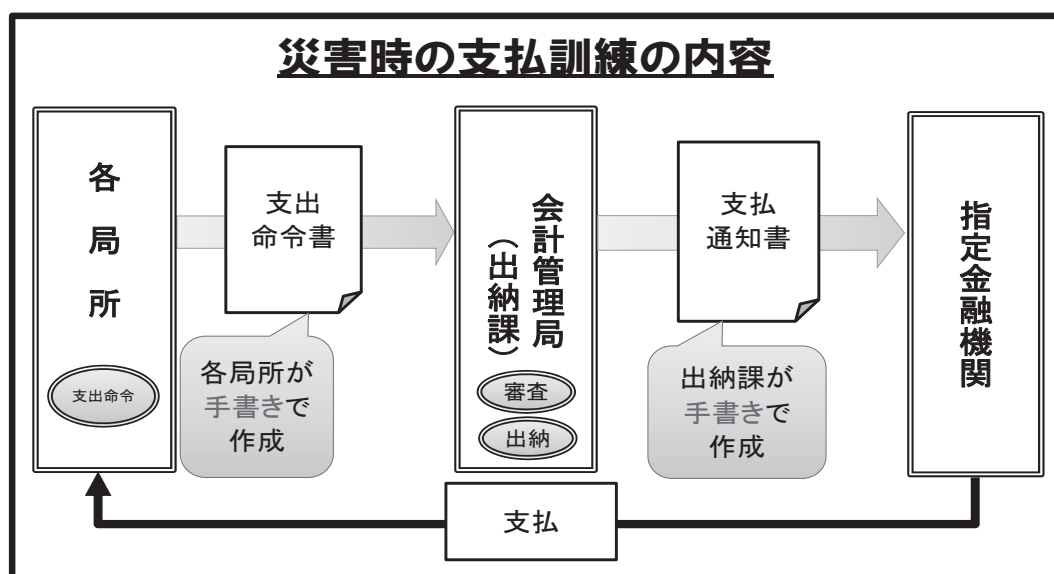 災害時の支払訓練の内容
各局所
支出命令
支出
命令書
各局所が
手書きで
作成
会計管理局
（出納課）
審査
出納
支払
通知書
出納課が
手書きで
作成
指定金融機関
支払